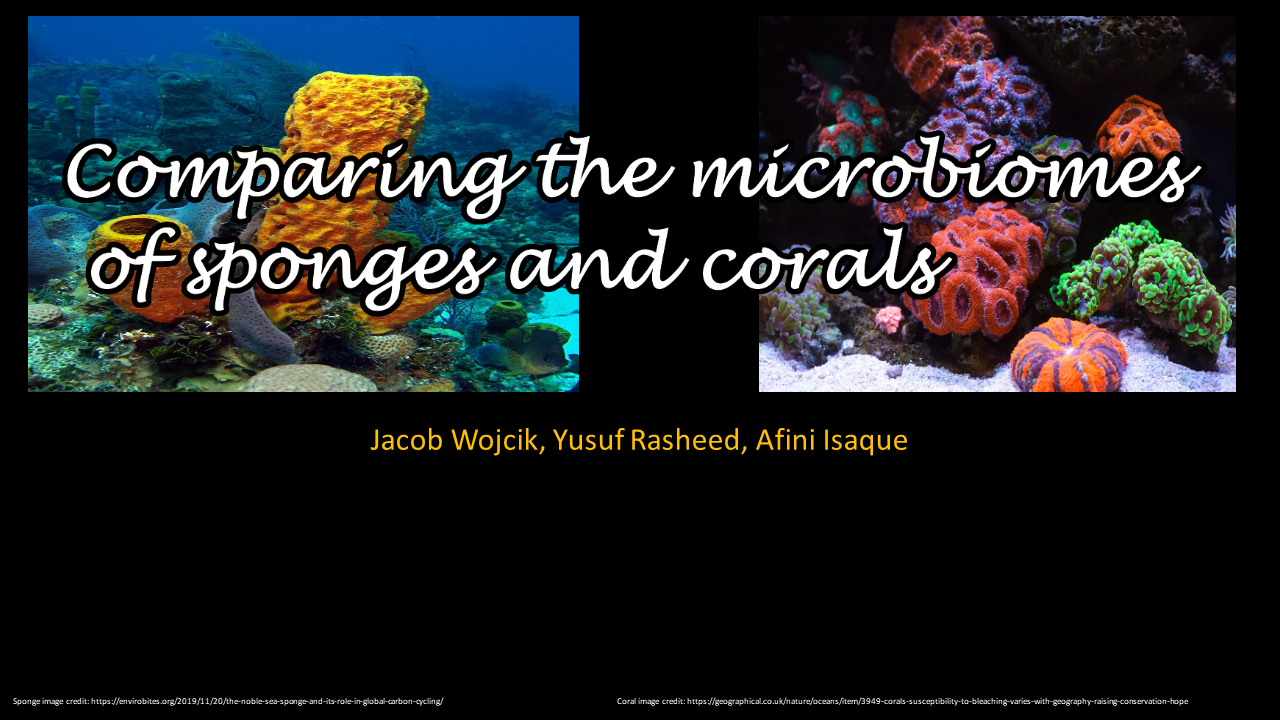 Comparing the microbiomes
of sponges and corals
Jacob Wojcik, Yusuf Rasheed, Afini Isaque
Sponge image credit: https://envirobites.org/2019/11/20/the-noble-sea-sponge-and-its-role-in-global-carbon-cycling/
Coral image credit: https://geographical.co.uk/nature/oceans/item/3949-corals-susceptibility-to-bleaching-varies-with-geography-raising-conservation-hope